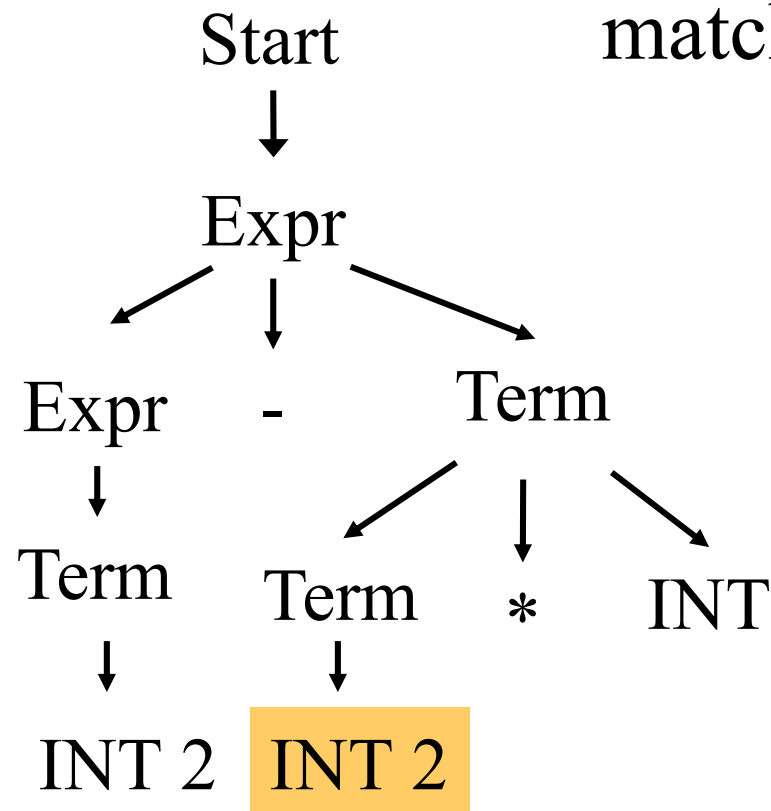 Start
Expr
Expr - Term
Term Term * INT
INT 2 INT 2